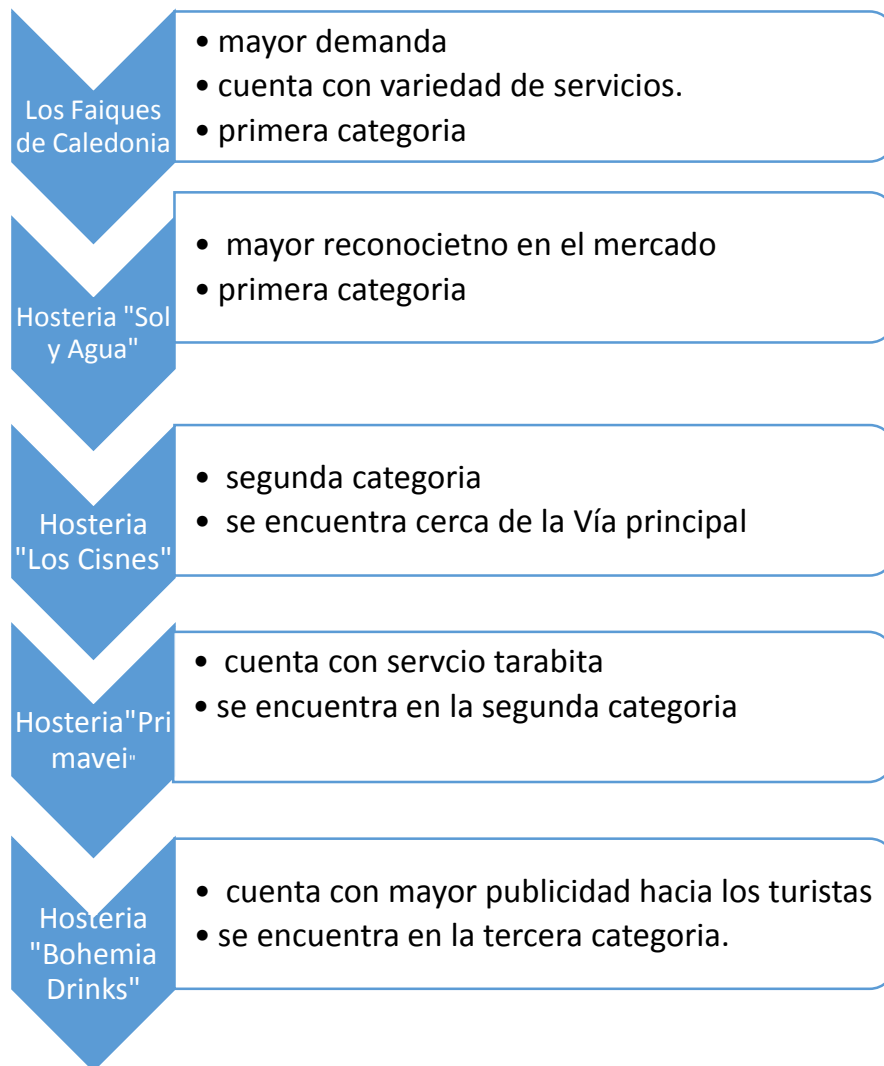 Los Faiques
de Caledonia
• mayor demanda
• cuenta con variedad de servicios.
• primera categoria
Hosteria "Sol
y Agua"
• mayor reconocietno en el mercado
• primera categoria
Hosteria
"Los Cisnes"
• segunda categoria
• se encuentra cerca de la Vía principal
Hosteria"Pri
mavei"
• cuenta con servcio tarabita
• se encuentra en la segunda categoria
Hosteria
"Bohemia
Drinks"
• cuenta con mayor publicidad hacia los turistas
• se encuentra en la tercera categoria.